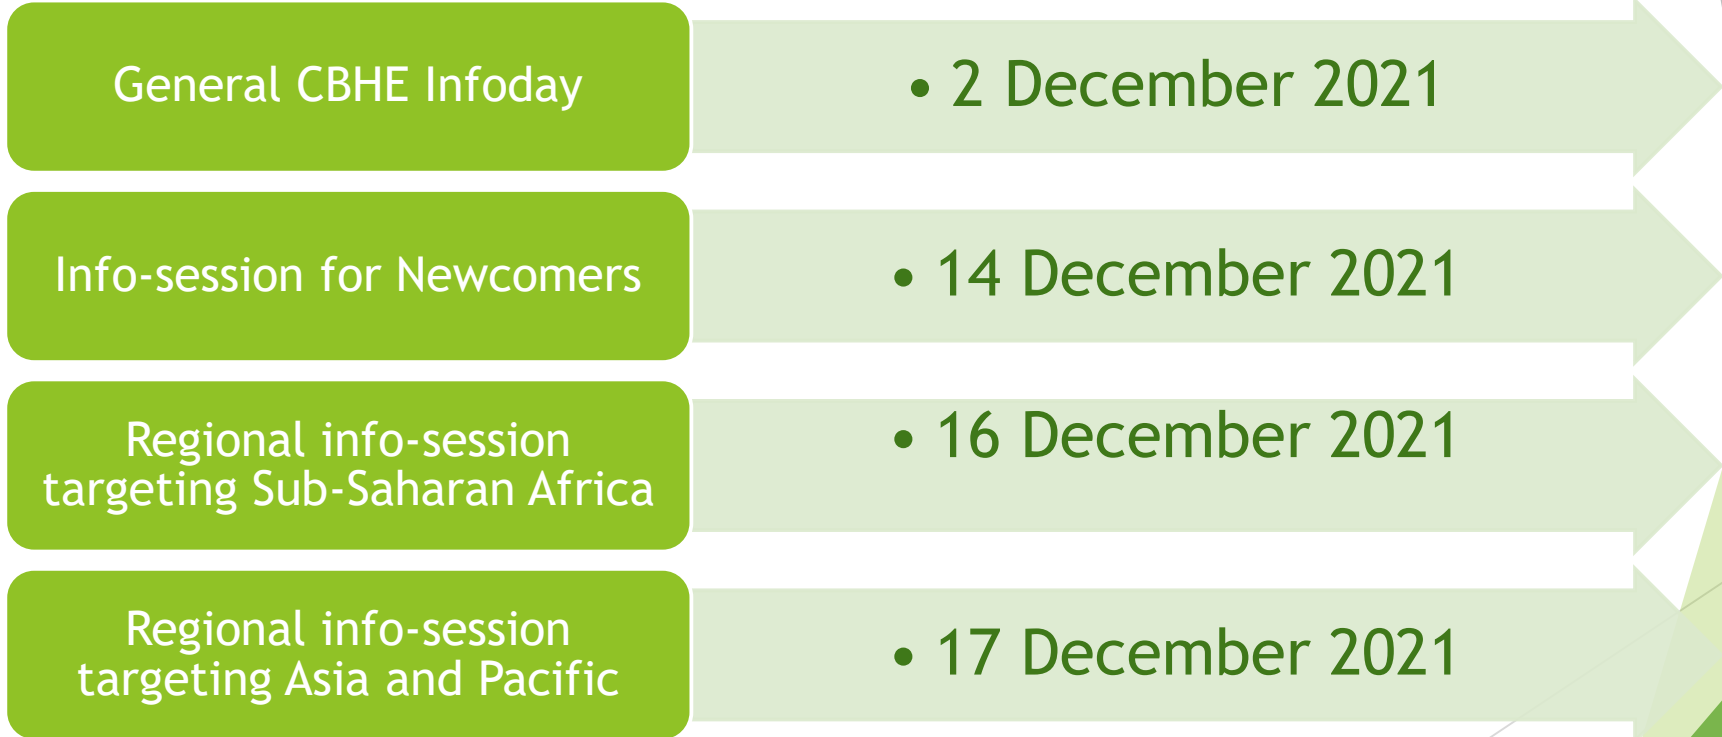 General CBHE Infoday
• 2 December 2021
Info-session for Newcomers
• 14 December 2021
Regional info-session
targeting Sub-Saharan Africa
• 16 December 2021
Regional info-session
targeting Asia and Pacific
• 17 December 2021